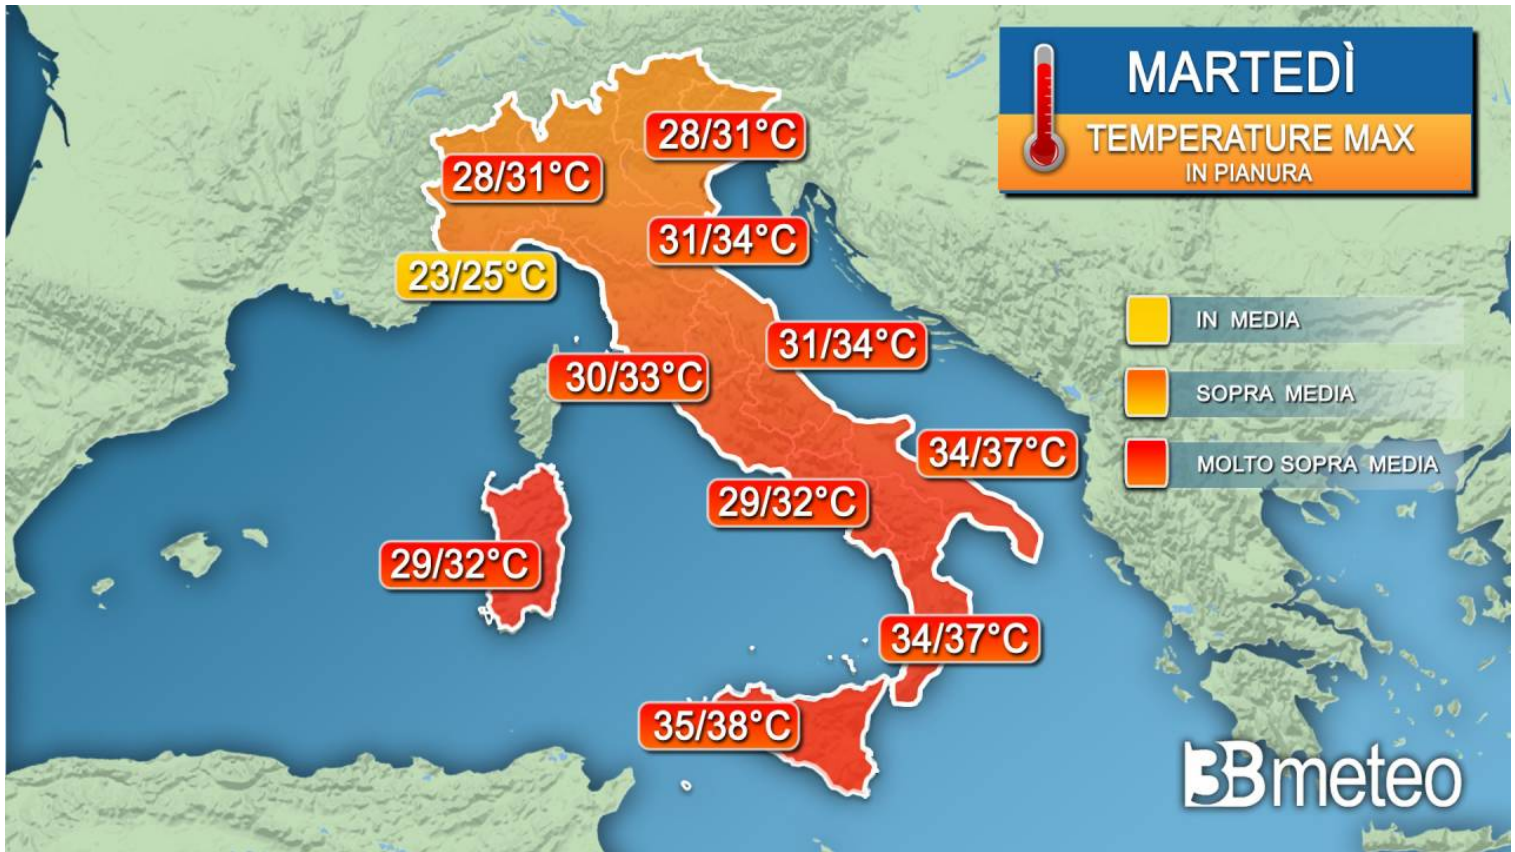 MARTEDÌ
TEMPERATURE MAX
IN PIANURA
28/31°C
28/31°C
31/34°C
23/25°C
31/34°C
30/33°C
34/37°C
29/32°C
29/32°C
34/37°C
35/38°C
IN MEDIA
SOPRA MEDIA
MOLTO SOPRA MEDIA
3Bmeteo